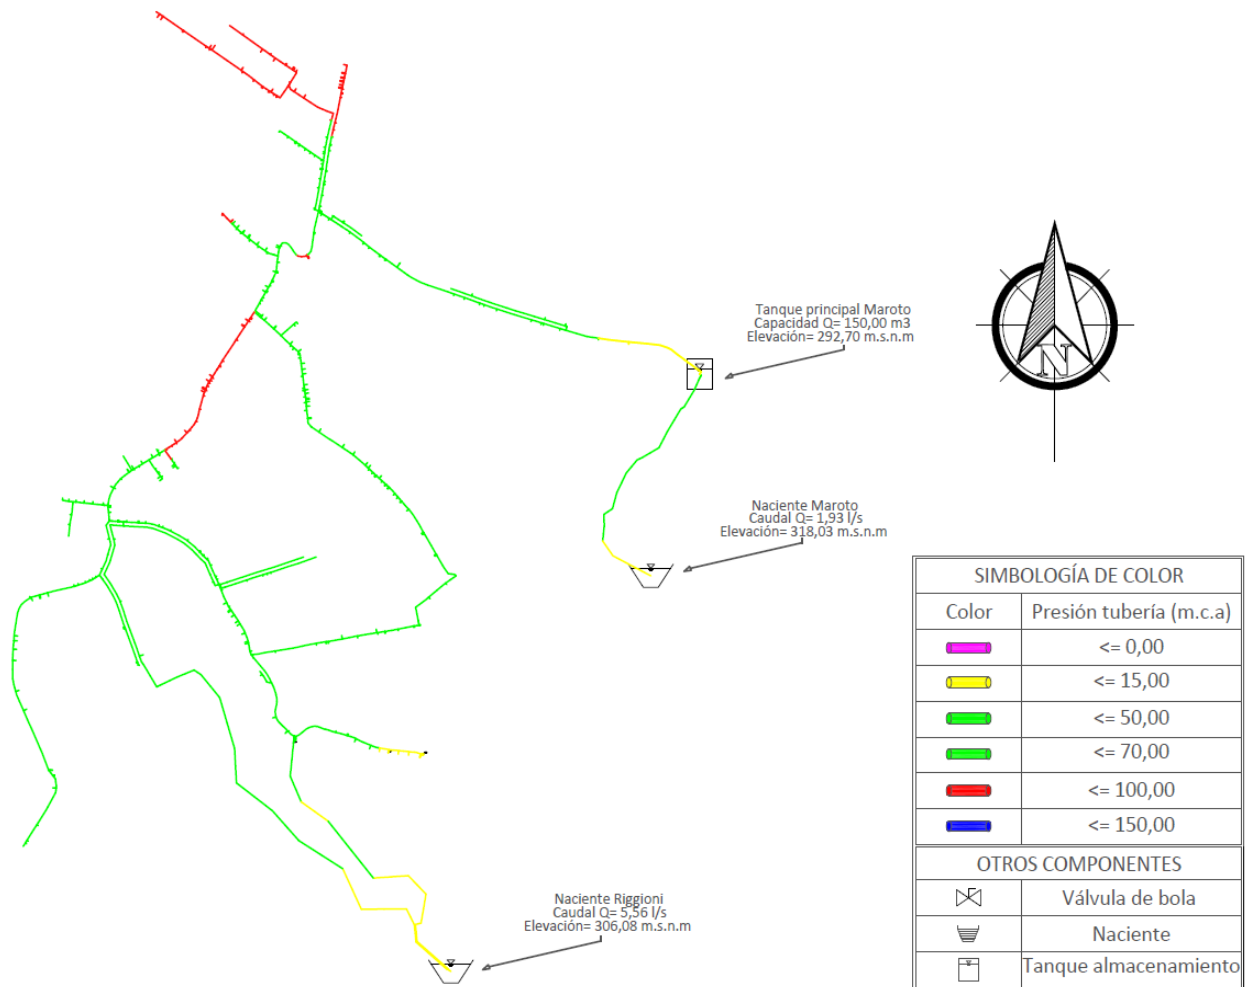 Tanque principal Maroto
Capacidad Q= 150,00 m3
Elevación= 292,70 m.s.n.m
N
Naciente Maroto
Caudal Q= 1,93 l/s
Elevación= 318,03 m.s.n.m
Naciente Riggioni
Caudal Q= 5,56 l/s
Elevación= 306,08 m.s.n.m
SIMBOLOGÍA DE COLOR
Color Presión tubería (m.c.a)
<= 0,00
<= 15,00
<= 50,00
<= 70,00
<= 100,00
<= 150,00
OTROS COMPONENTES
Válvula de bola
Naciente
Tanque almacenamiento